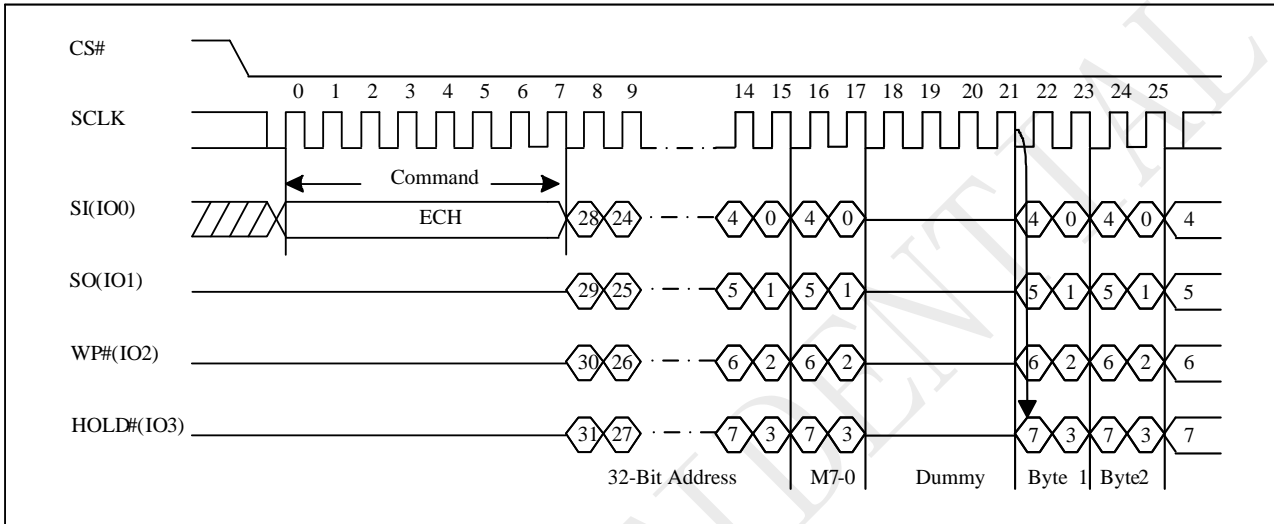 CS#
0 1 2 3 4 5 6 7 8 9 14 15 16 17 18 19 20 21 22 23 24 25
SCLK
Command
SI(IO0) ECH 28 24 4 0 4 0 4 0 4 0 4
SO(IO1) 29 25 5 1 5 1 5 1 5 1 5
WP#(IO2) 30 26 6 2 6 2 6 2 6 2 6
HOLD#(IO3) 31 27 7 3 7 3 7 3 7 3 7
32-Bit Address M7-0 Dummy Byte 1 Byte2